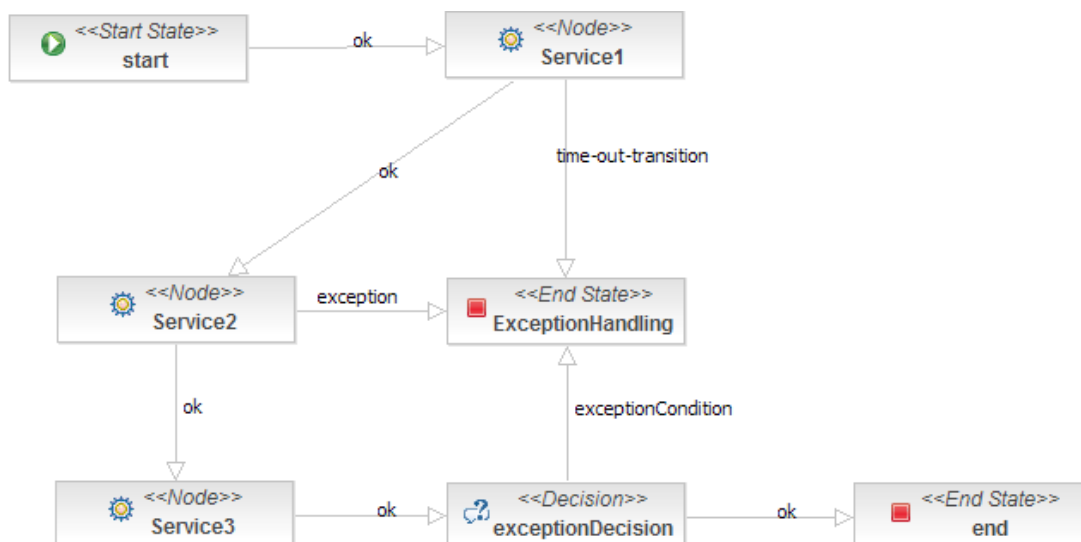 <<Start State>>
start
ok
<<Node>>
Service1
ok
time-out-transition
<<Node>>
Service2
exception
<<End State>>
ExceptionHandling
ok
exceptionCondition
<<Node>>
Service3
ok
<<Decision>>
exceptionDecision
ok
<<End State>>
end